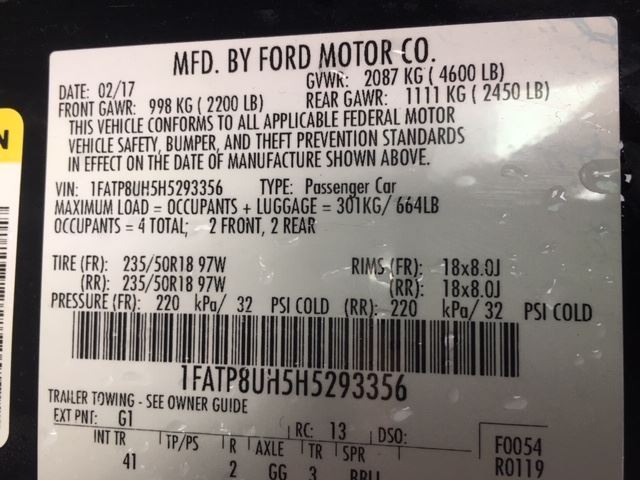 MFD. BY FORD MOTOR CO.
DATE: 02/17 GVWR: 2087 KG ( 4600 LB)
FRONT GAWR: 998 KG ( 2200 LB) REAR GAWR: 1111 KG ( 2450 LB)
THIS VEHICLE CONFORMS TO ALL APPLICABLE FEDERAL MOTOR
VEHICLE SAFETY, BUMPER, AND THEFT PREVENTION STANDARDS
IN EFFECT ON THE DATE OF MANUFACTURE SHOWN ABOVE.
VIN: 1FATP8UH5H5293356 TYPE: Passenger Car
MAXIMUM LOAD = OCCUPANTS + LUGGAGE = 301KG/ 664LB
OCCUPANTS = 4 TOTAL; 2 FRONT, 2 REAR
TIRE (FR): 235/50R18 97W RIMS (FR): 18x8.0J
(RR): 235/50R18 97W (RR): 18x8.0J
PRESSURE (FR): 220 kPa/ 32 PSI COLD (RR): 220 kPa/ 32 PSI COLD
1FATP8UH5H5293356
TRAILER TOWING - SEE OWNER GUIDE
EXT PNT: G1 RC: 13 DSO:
INT TR TP/PS R AXLE TR SPR F0054
41 2 GG 3 R0119
N